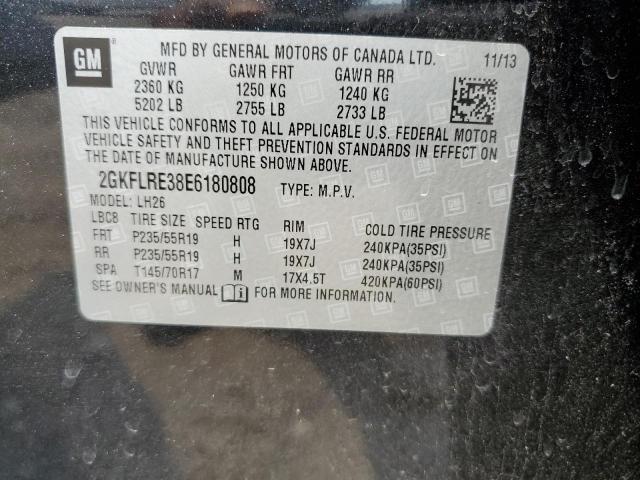 GM ®
MFD BY GENERAL MOTORS OF CANADA LTD. 11/13
GVWR GAWR FRT GAWR RR
2360 KG 1250 KG 1240 KG
5202 LB 2755 LB 2733 LB
THIS VEHICLE CONFORMS TO ALL APPLICABLE U.S. FEDERAL MOTOR
VEHICLE SAFETY AND THEFT PREVENTION STANDARDS IN EFFECT ON
THE DATE OF MANUFACTURE SHOWN ABOVE.
2GKFLRE38E6180808 TYPE: M.P.V.
MODEL: LH26
LBC8 TIRE SIZE SPEED RTG RIM COLD TIRE PRESSURE
FRT P235/55R19 H 19X7J 240KPA(35PSI)
RR P235/55R19 H 19X7J 240KPA(35PSI)
SPA T145/70R17 M 17X4.5T 420KPA(60PSI)
SEE OWNER'S MANUAL i FOR MORE INFORMATION.